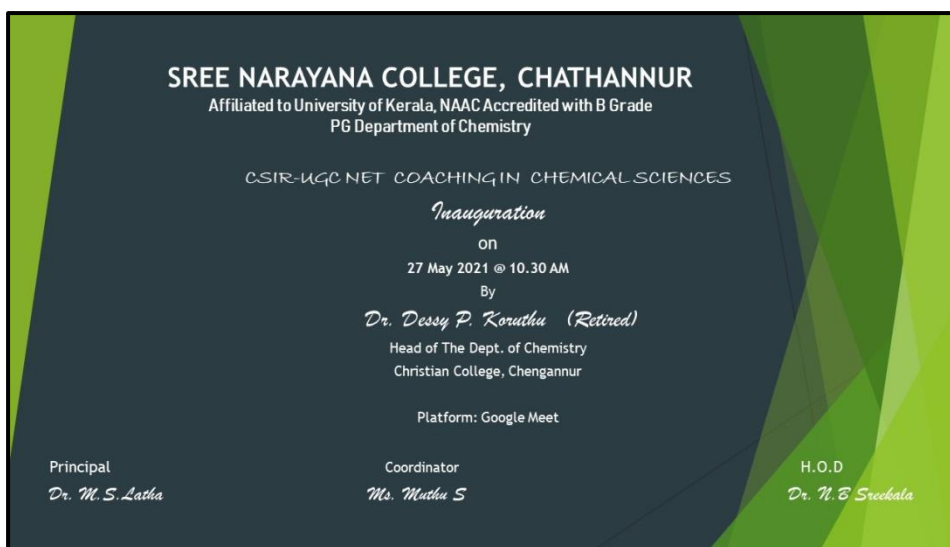 SREE NARAYANA COLLEGE, CHATHANNUR
Affiliated to University of Kerala, NAAC Accredited with B Grade
PG Department of Chemistry
CSIR-UGC NET COACHING IN CHEMICAL SCIENCES
Inauguration
on
27 May 2021 @ 10.30 AM
By
Dr. Dessy P. Koruthu (Retired)
Head of The Dept. of Chemistry
Christian College, Chengannur
Platform: Google Meet
Principal Coordinator H.O.D
Dr. M.S.Latha Ms. Muthu S Dr. N.B Sreekala